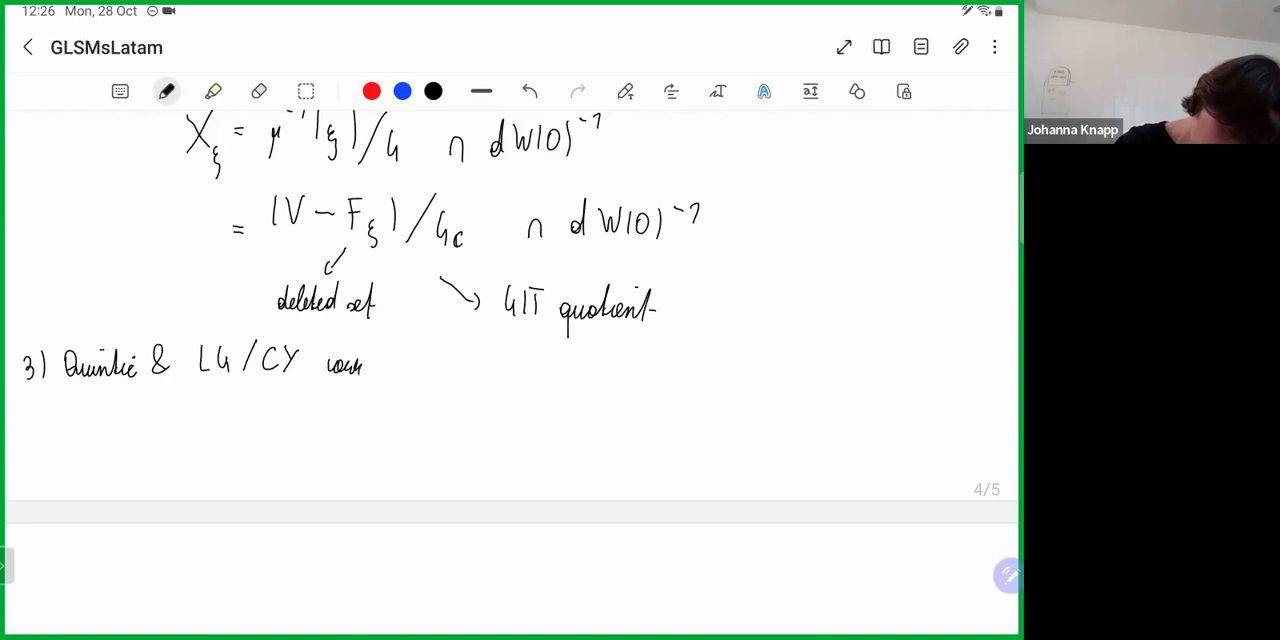 12:26 Mon, 28 Oct
GLSMsLatam
X_ξ = μ⁻¹(ξ)/G ∩ dW(0)⁻¹
= (V − F_ξ)/G_C ∩ dW(0)⁻¹
deleted set → GIT quotient
3) Quintic & LG/CY
4/5
Johanna Knapp